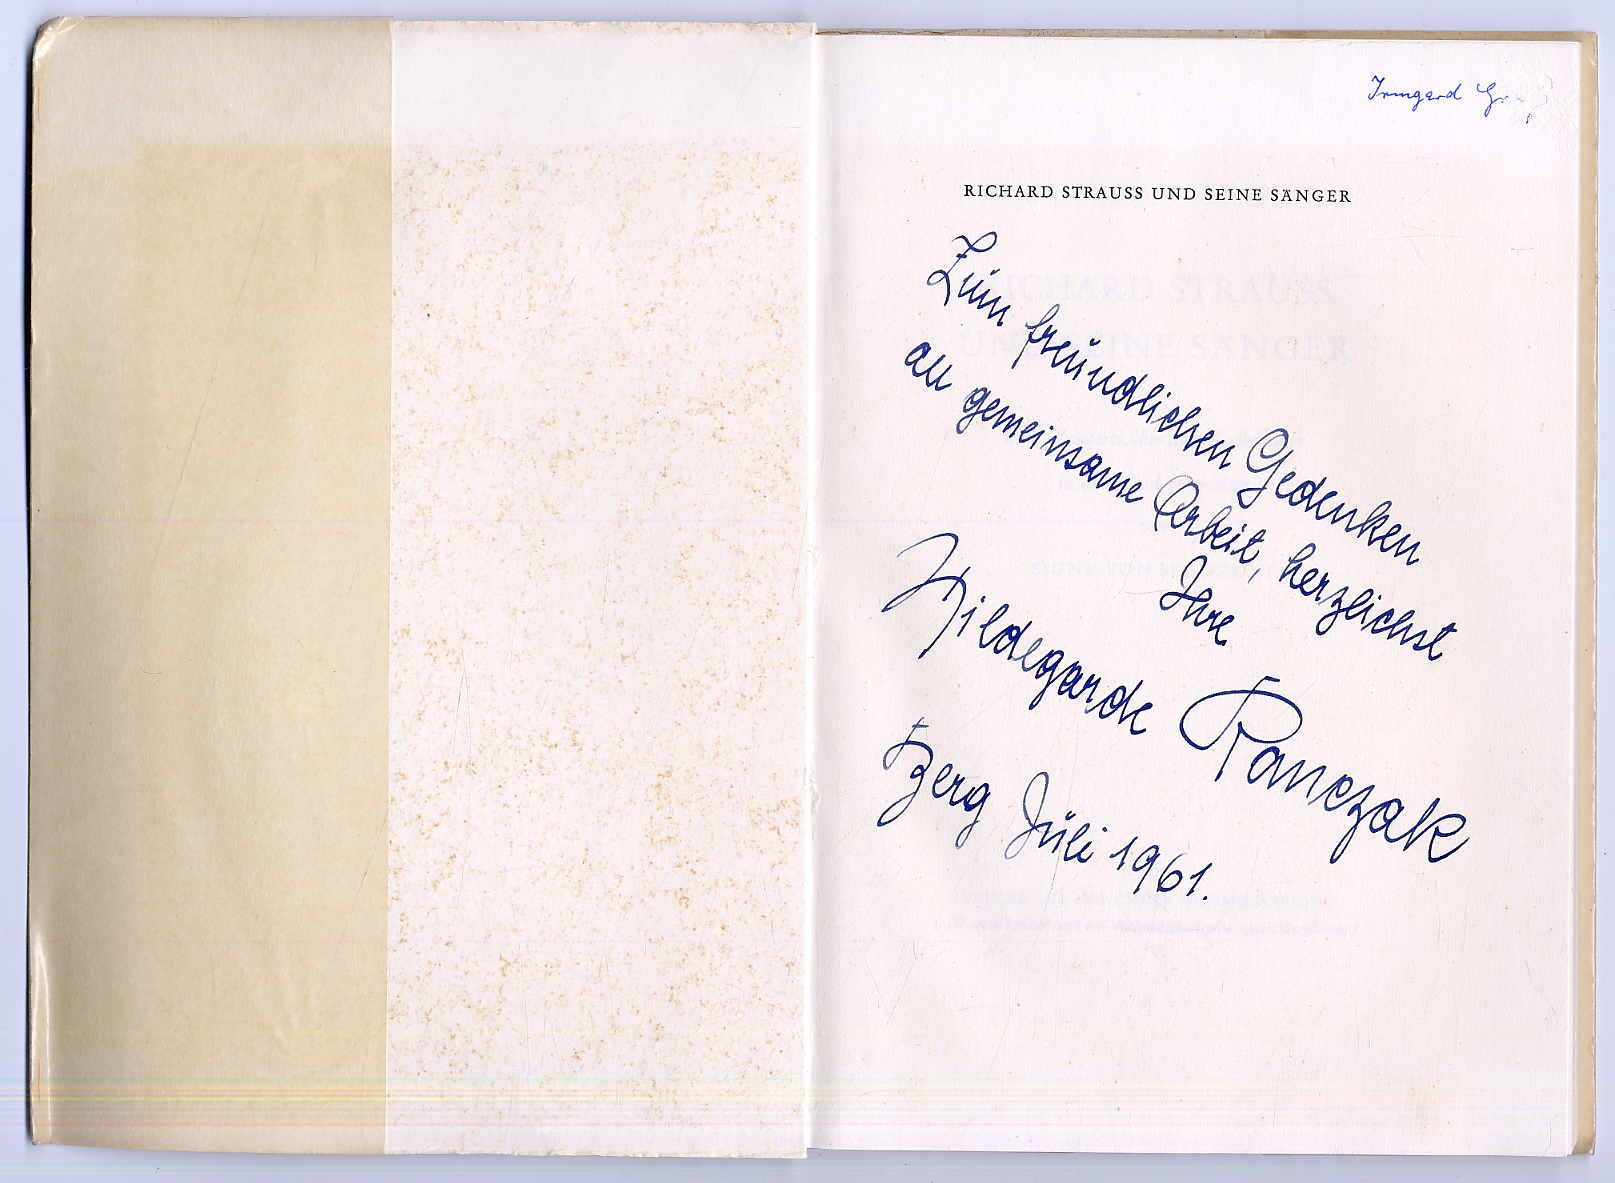 Irmgard
RICHARD STRAUSS UND SEINE SÄNGER
Zum freundlichen Gedenken
an gemeinsame Arbeit, herzlichst
Ihre
Hildegarde Ranczak
Berg Juli 1961.